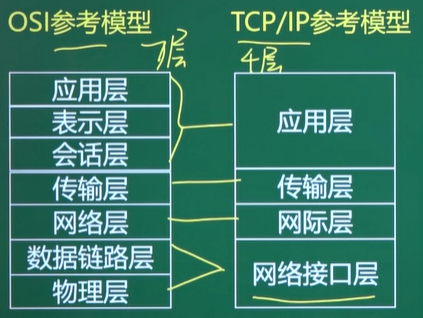 OSI参考模型
7层
应用层
表示层
会话层
传输层
网络层
数据链路层
物理层
TCP/IP参考模型
4层
应用层
传输层
网际层
网络接口层